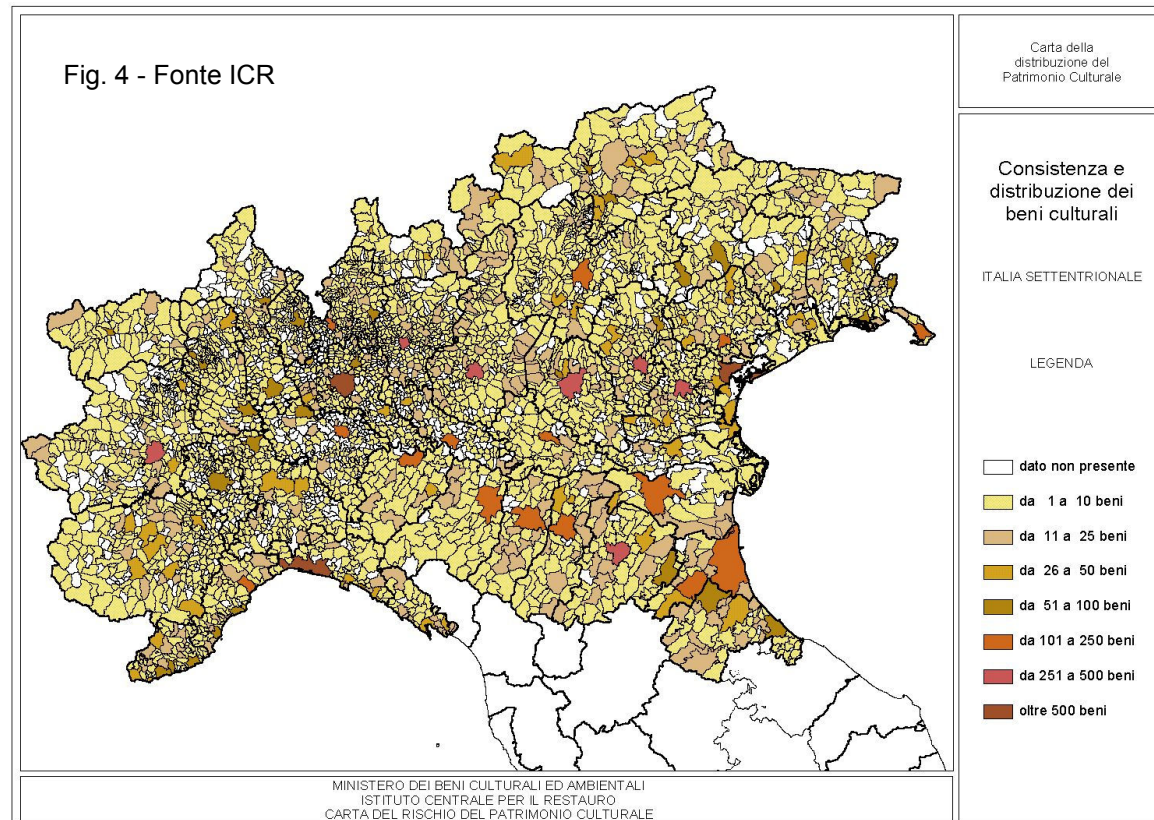 Fig. 4 - Fonte ICR
Carta della
distribuzione del
Patrimonio Culturale
Consistenza e
distribuzione dei
beni culturali
ITALIA SETTENTRIONALE
LEGENDA
dato non presente
da 1 a 10 beni
da 11 a 25 beni
da 26 a 50 beni
da 51 a 100 beni
da 101 a 250 beni
da 251 a 500 beni
oltre 500 beni
MINISTERO DEI BENI CULTURALI ED AMBIENTALI
ISTITUTO CENTRALE PER IL RESTAURO
CARTA DEL RISCHIO DEL PATRIMONIO CULTURALE